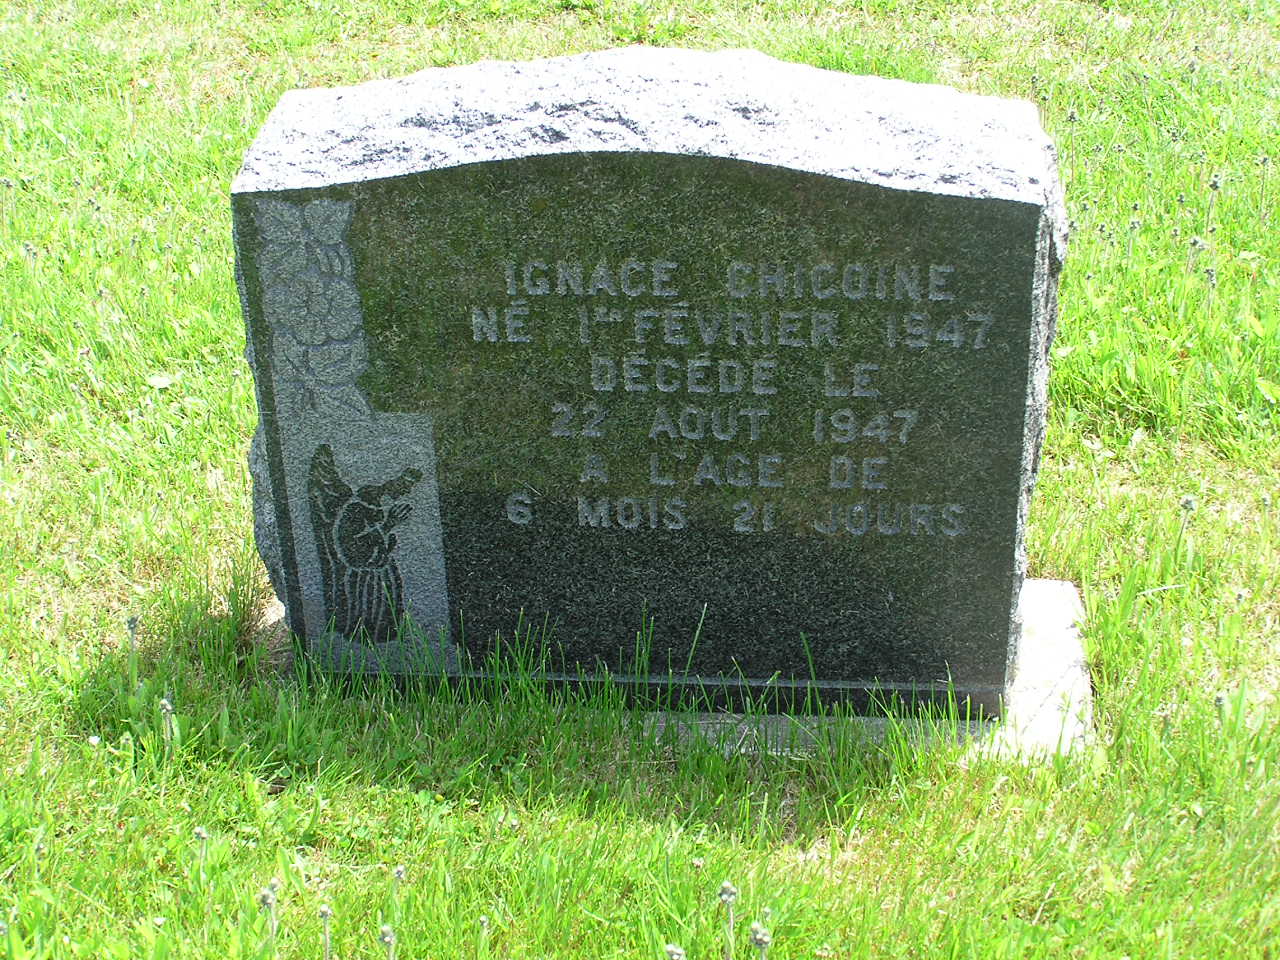 IGNACE CHICOINE
NÉ 1ER FÉVRIER 1947
DÉCÉDÉ LE
22 AOUT 1947
A L'AGE DE
6 MOIS 21 JOURS